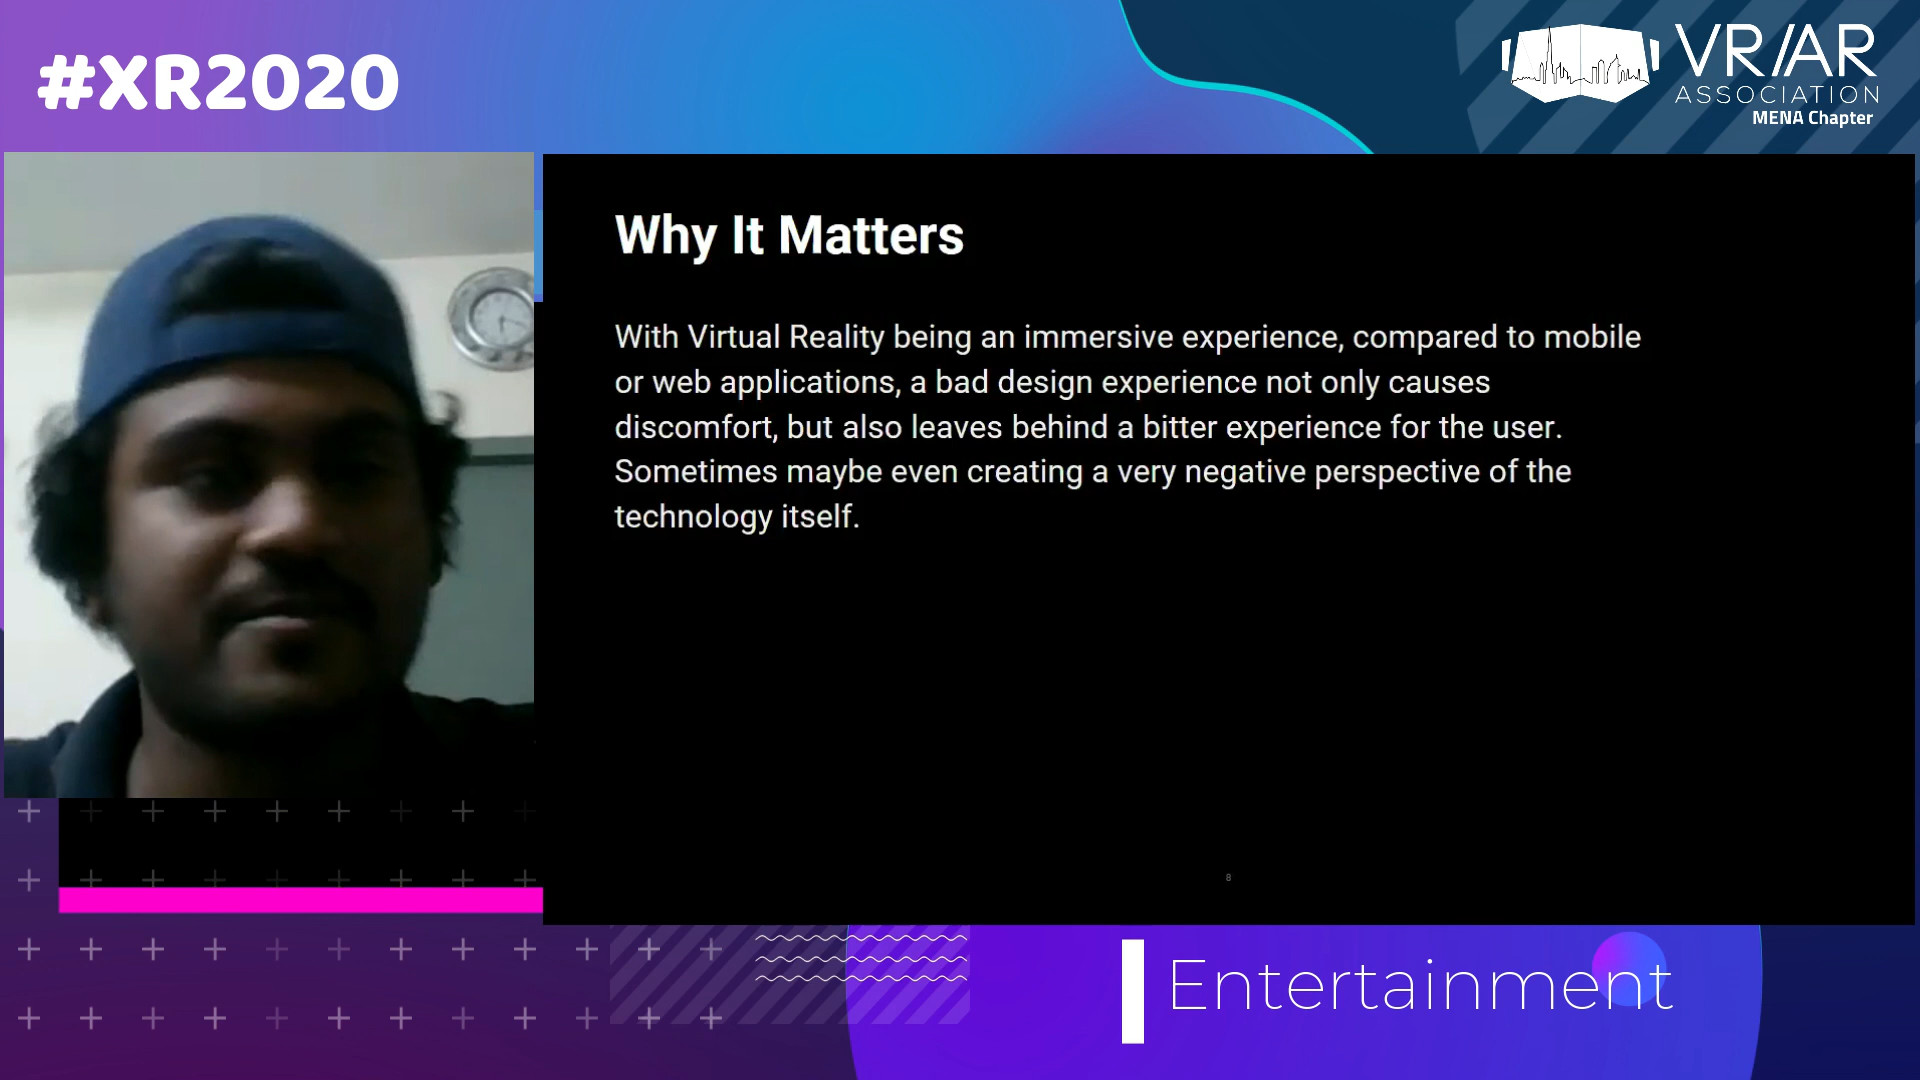 #XR2020
VR/AR
ASSOCIATION
MENA Chapter
Why It Matters
With Virtual Reality being an immersive experience, compared to mobile
or web applications, a bad design experience not only causes
discomfort, but also leaves behind a bitter experience for the user.
Sometimes maybe even creating a very negative perspective of the
technology itself.
8
Entertainment